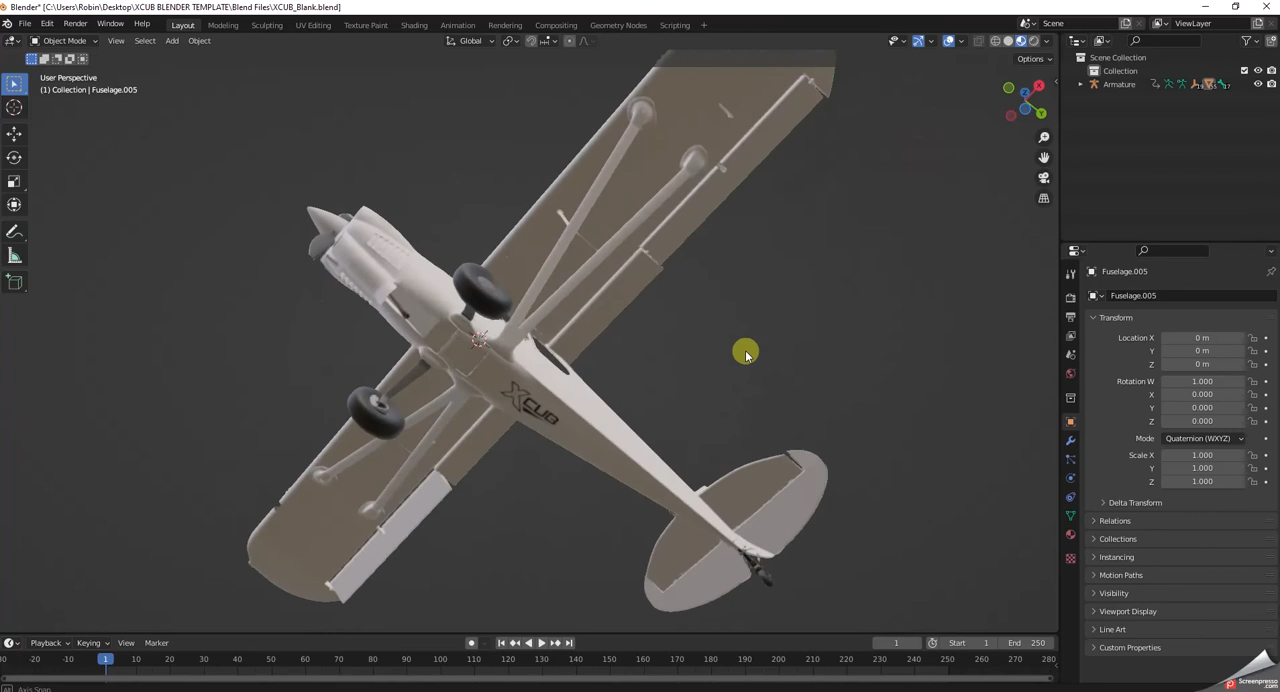 Blender* [C:\Users\Robin\Desktop\XCUB BLENDER TEMPLATE\Blend Files\XCUB_Blank.blend]
File Edit Render Window Help Layout Modeling Sculpting UV Editing Texture Paint Shading Animation Rendering Compositing Geometry Nodes Scripting Scene ViewLayer
Object Mode View Select Add Object Global
Options
User Perspective
(1) Collection | Fuselage.005
Scene Collection
Collection
Armature
X
Y
Z
XCUB
Fuselage.005
Fuselage.005
Transform
Location X 0 m
Y 0 m
Z 0 m
Rotation W 1.000
X 0.000
Y 0.000
Z 0.000
Mode Quaternion (WXYZ)
Scale X 1.000
Y 1.000
Z 1.000
Delta Transform
Relations
Collections
Instancing
Motion Paths
Visibility
Viewport Display
Line Art
Custom Properties
Playback Keying View Marker 1 Start 1 End 250
-20 -10 1 10 20 30 40 50 60 70 80 90 100 110 120 130 140 150 160 170 180 190 200 210 220 230 240 250 260 270 280
Axis Snap
Screenpresso
.com